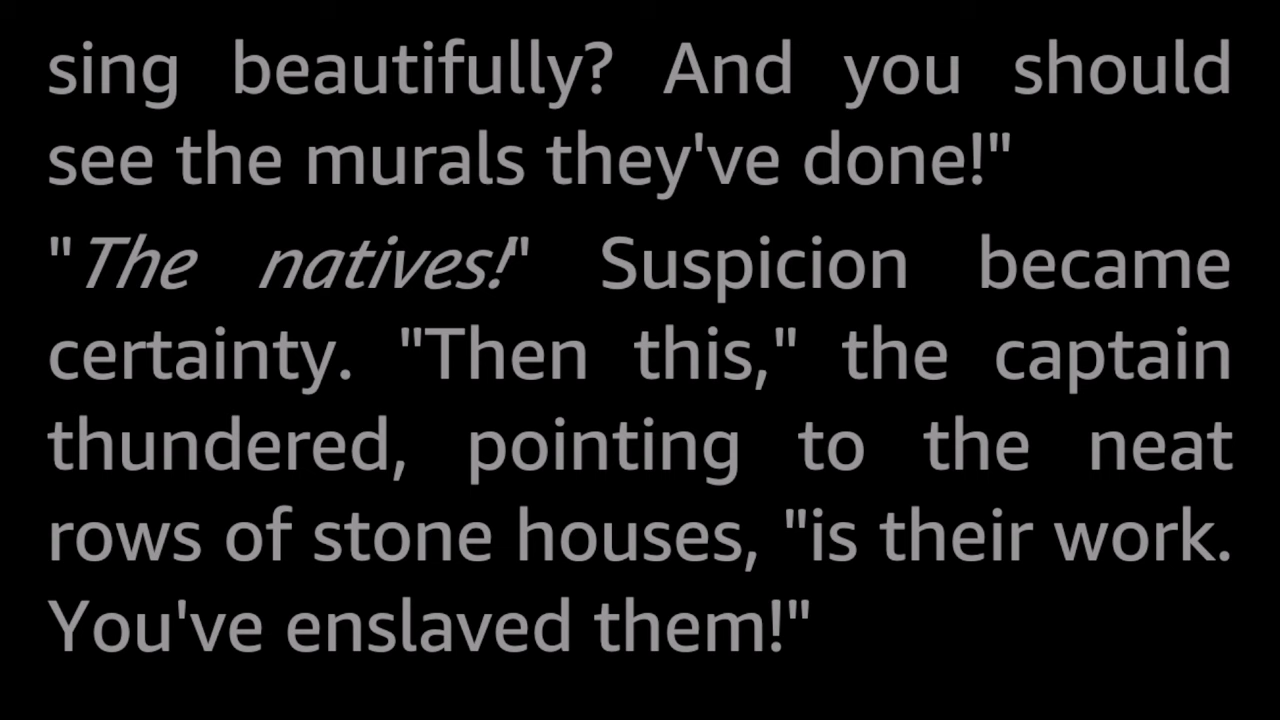 sing beautifully? And you should
see the murals they've done!"
"The natives!" Suspicion became
certainty. "Then this," the captain
thundered, pointing to the neat
rows of stone houses, "is their work.
You've enslaved them!"